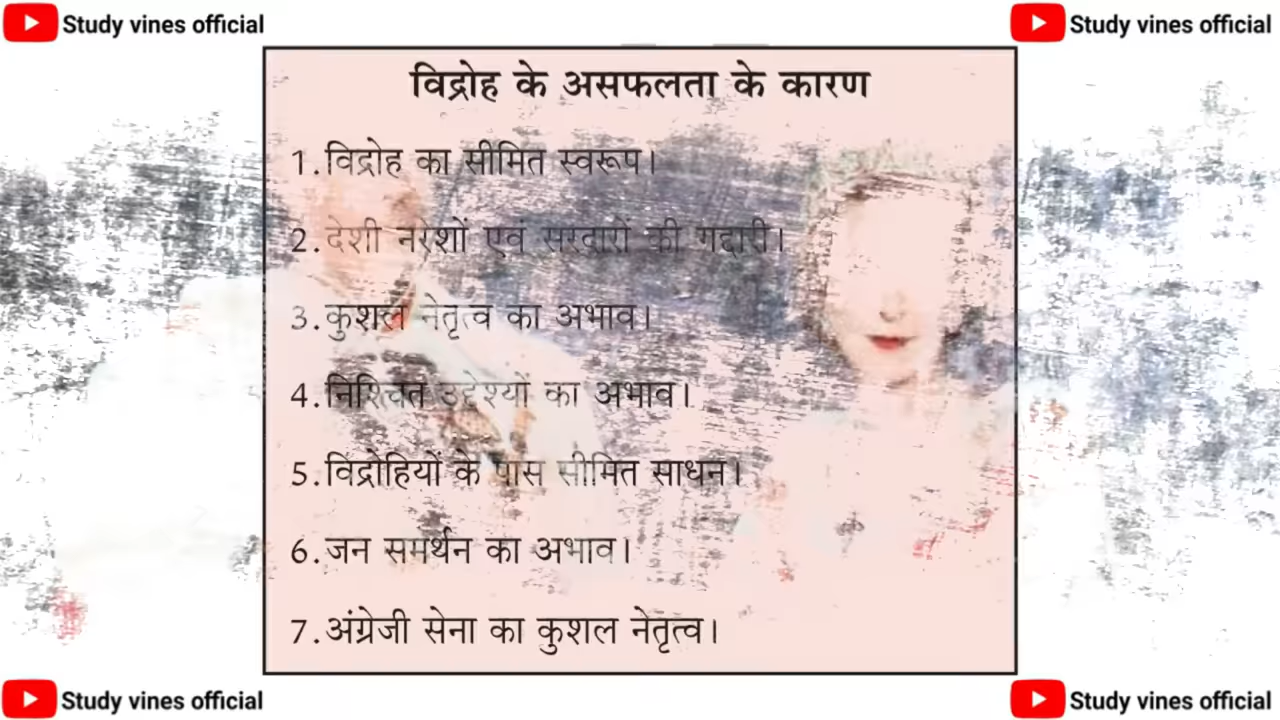 Study vines official
Study vines official
विद्रोह के असफलता के कारण
1. विद्रोह का सीमित स्वरूप।
2. देशी नरेशों एवं सरदारों की गद्दारी।
3. कुशल नेतृत्व का अभाव।
4. निश्चित उद्देश्यों का अभाव।
5. विद्रोहियों के पास सीमित साधन।
6. जन समर्थन का अभाव।
7. अंग्रेजी सेना का कुशल नेतृत्व।
Study vines official
Study vines official